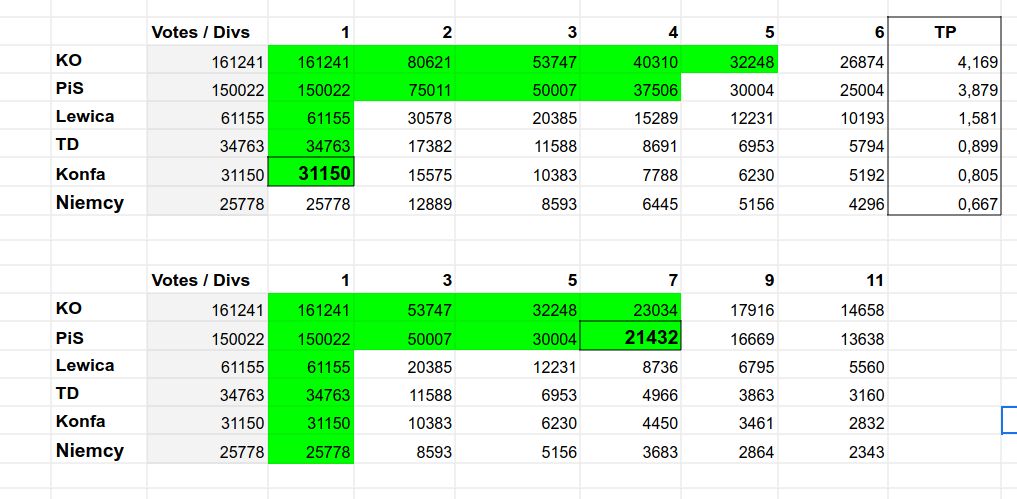 Votes / Divs 1 2 3 4 5 6 TP
KO 161241 161241 80621 53747 40310 32248 26874 4,169
PiS 150022 150022 75011 50007 37506 30004 25004 3,879
Lewica 61155 61155 30578 20385 15289 12231 10193 1,581
TD 34763 34763 17382 11588 8691 6953 5794 0,899
Konfa 31150 31150 15575 10383 7788 6230 5192 0,805
Niemcy 25778 25778 12889 8593 6445 5156 4296 0,667
Votes / Divs 1 3 5 7 9 11
KO 161241 161241 53747 32248 23034 17916 14658
PiS 150022 150022 50007 30004 21432 16669 13638
Lewica 61155 61155 20385 12231 8736 6795 5560
TD 34763 34763 11588 6953 4966 3863 3160
Konfa 31150 31150 10383 6230 4450 3461 2832
Niemcy 25778 25778 8593 5156 3683 2864 2343